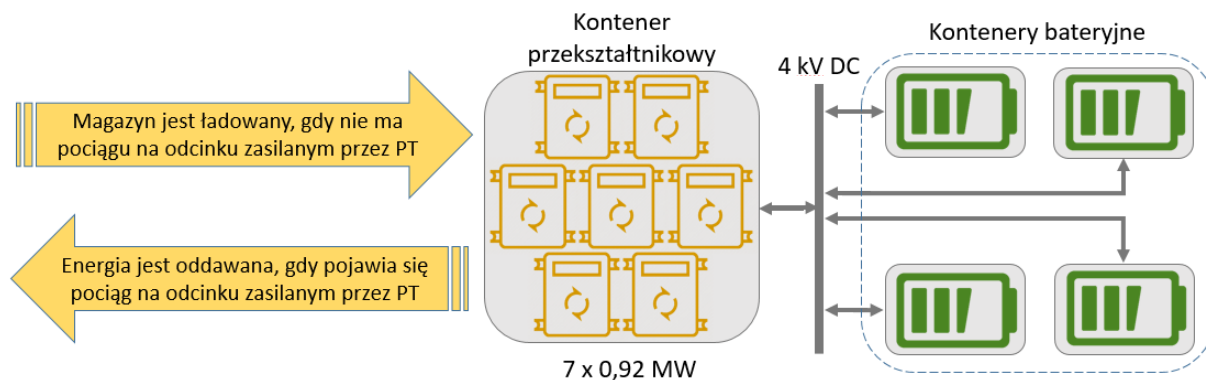 Kontener
przekształtnikowy
4 kV DC
Kontenery bateryjne
Magazyn jest ładowany, gdy nie ma
pociągu na odcinku zasilanym przez PT
Energia jest oddawana, gdy pojawia się
pociąg na odcinku zasilanym przez PT
7 x 0,92 MW